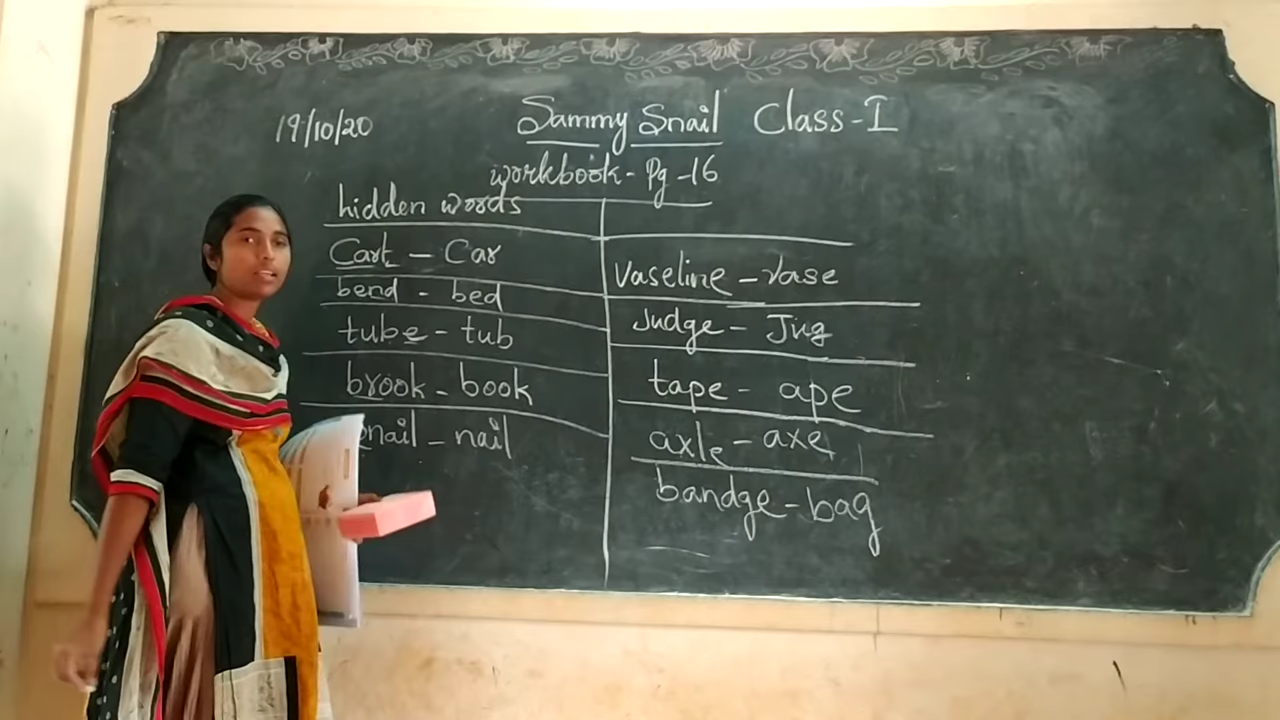 19/10/20
Sammy Snail Class-I
workbook - Pg - 16
hidden words
Cart - Car
bend - bed
tube - tub
brook - book
snail - nail
Vaseline - vase
Judge - Jug
tape - ape
axle - axe
bandge - bag